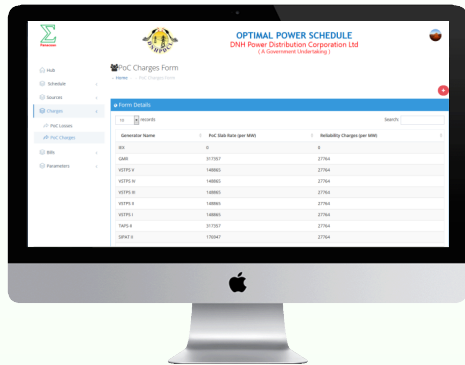 OPTIMAL POWER SCHEDULE
DNH Power Distribution Corporation Ltd
( A Government Undertaking )
PoC Charges Form
Home
PoC Charges Form
Hub
Schedule
Sources
Charges
PoC Losses
PoC Charges
Bills
Parameters
Form Details
10 records
Search:
Generator Name PoC Slab Rate (per MW) Reliability Charges (per MW)
0 0
GMR 317357 27764
VSTPS V 148865 27764
VSTPS IV 148865 27764
VSTPS III 148865 27764
VSTPS II 148865 27764
VSTPS I 148865 27764
TAPS II 317357 27764
SIPAT II 170047 27764